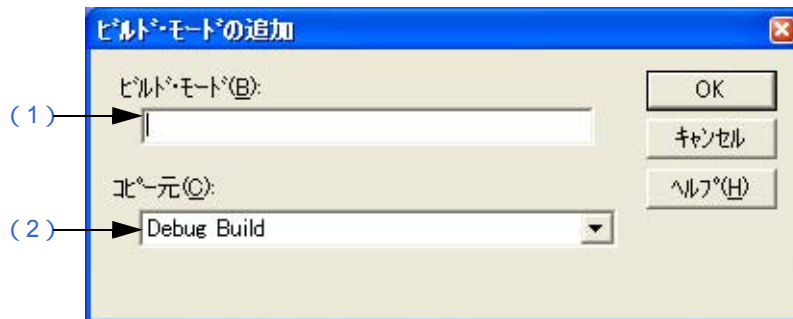 ﾋﾞﾙﾄﾞ･ﾓｰﾄﾞの追加
ﾋﾞﾙﾄﾞ･ﾓｰﾄﾞ(B):
OK
(1)
ｷｬﾝｾﾙ
ｺﾋﾟｰ元(C):
ﾍﾙﾌﾟ(H)
(2)
Debug Build